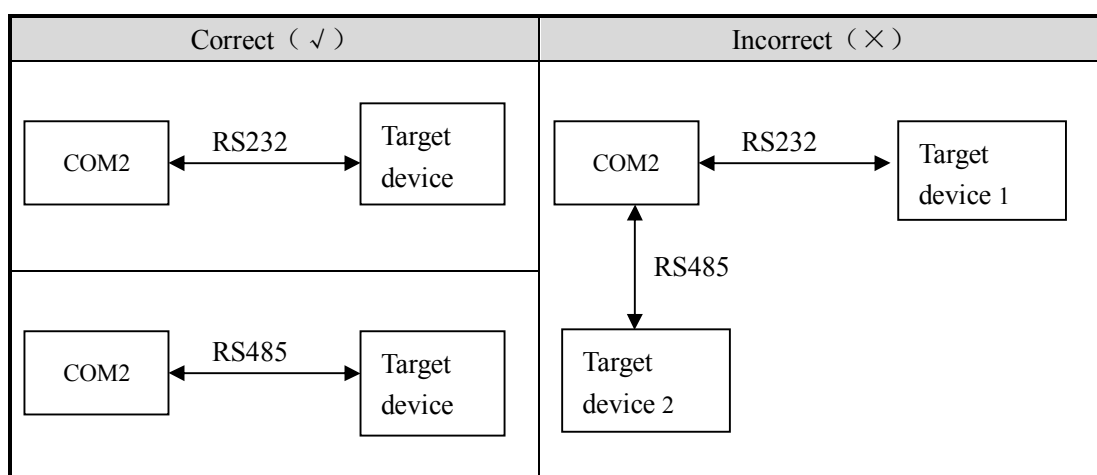 Correct（√）
Incorrect（×）
COM2
RS232
Target
device
COM2
RS485
Target
device
COM2
RS232
Target
device 1
RS485
Target
device 2